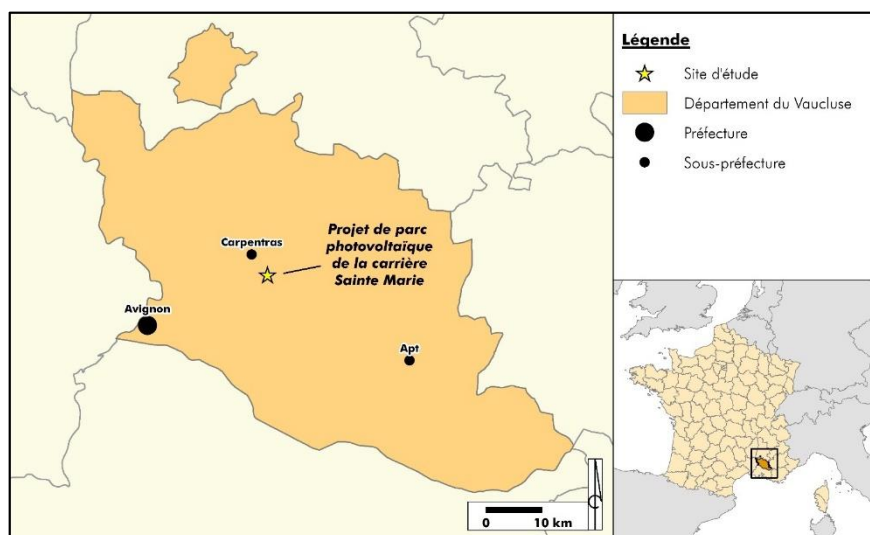 Carpentras
Projet de parc
photovoltaïque
de la carrière
Sainte Marie
Avignon
Apt
0 10 km
Légende
Site d'étude
Département du Vaucluse
Préfecture
Sous-préfecture